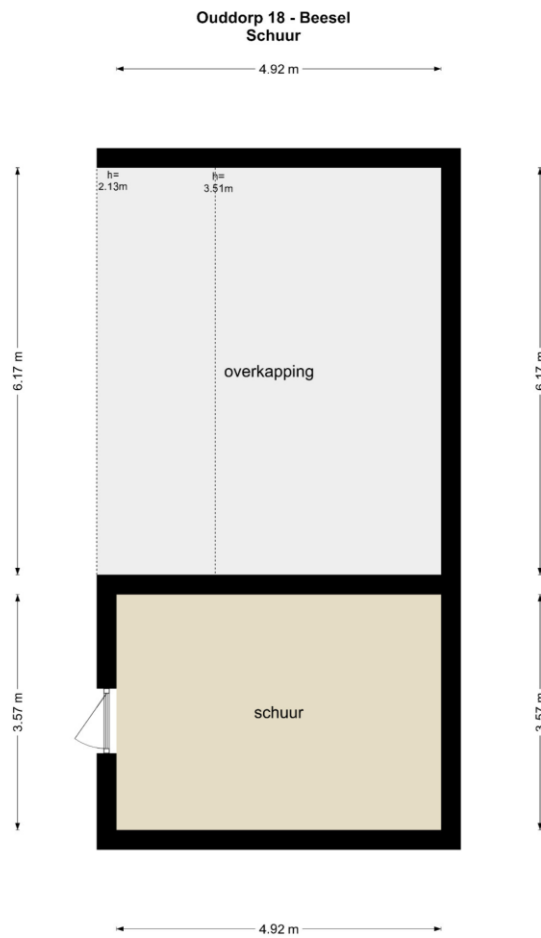 Ouddorp 18 - Beesel
Schuur
4.92 m
h=
2.13m
h=
3.51m
6.17 m
overkapping
6.17 m
3.57 m
schuur
3.57 m
4.92 m